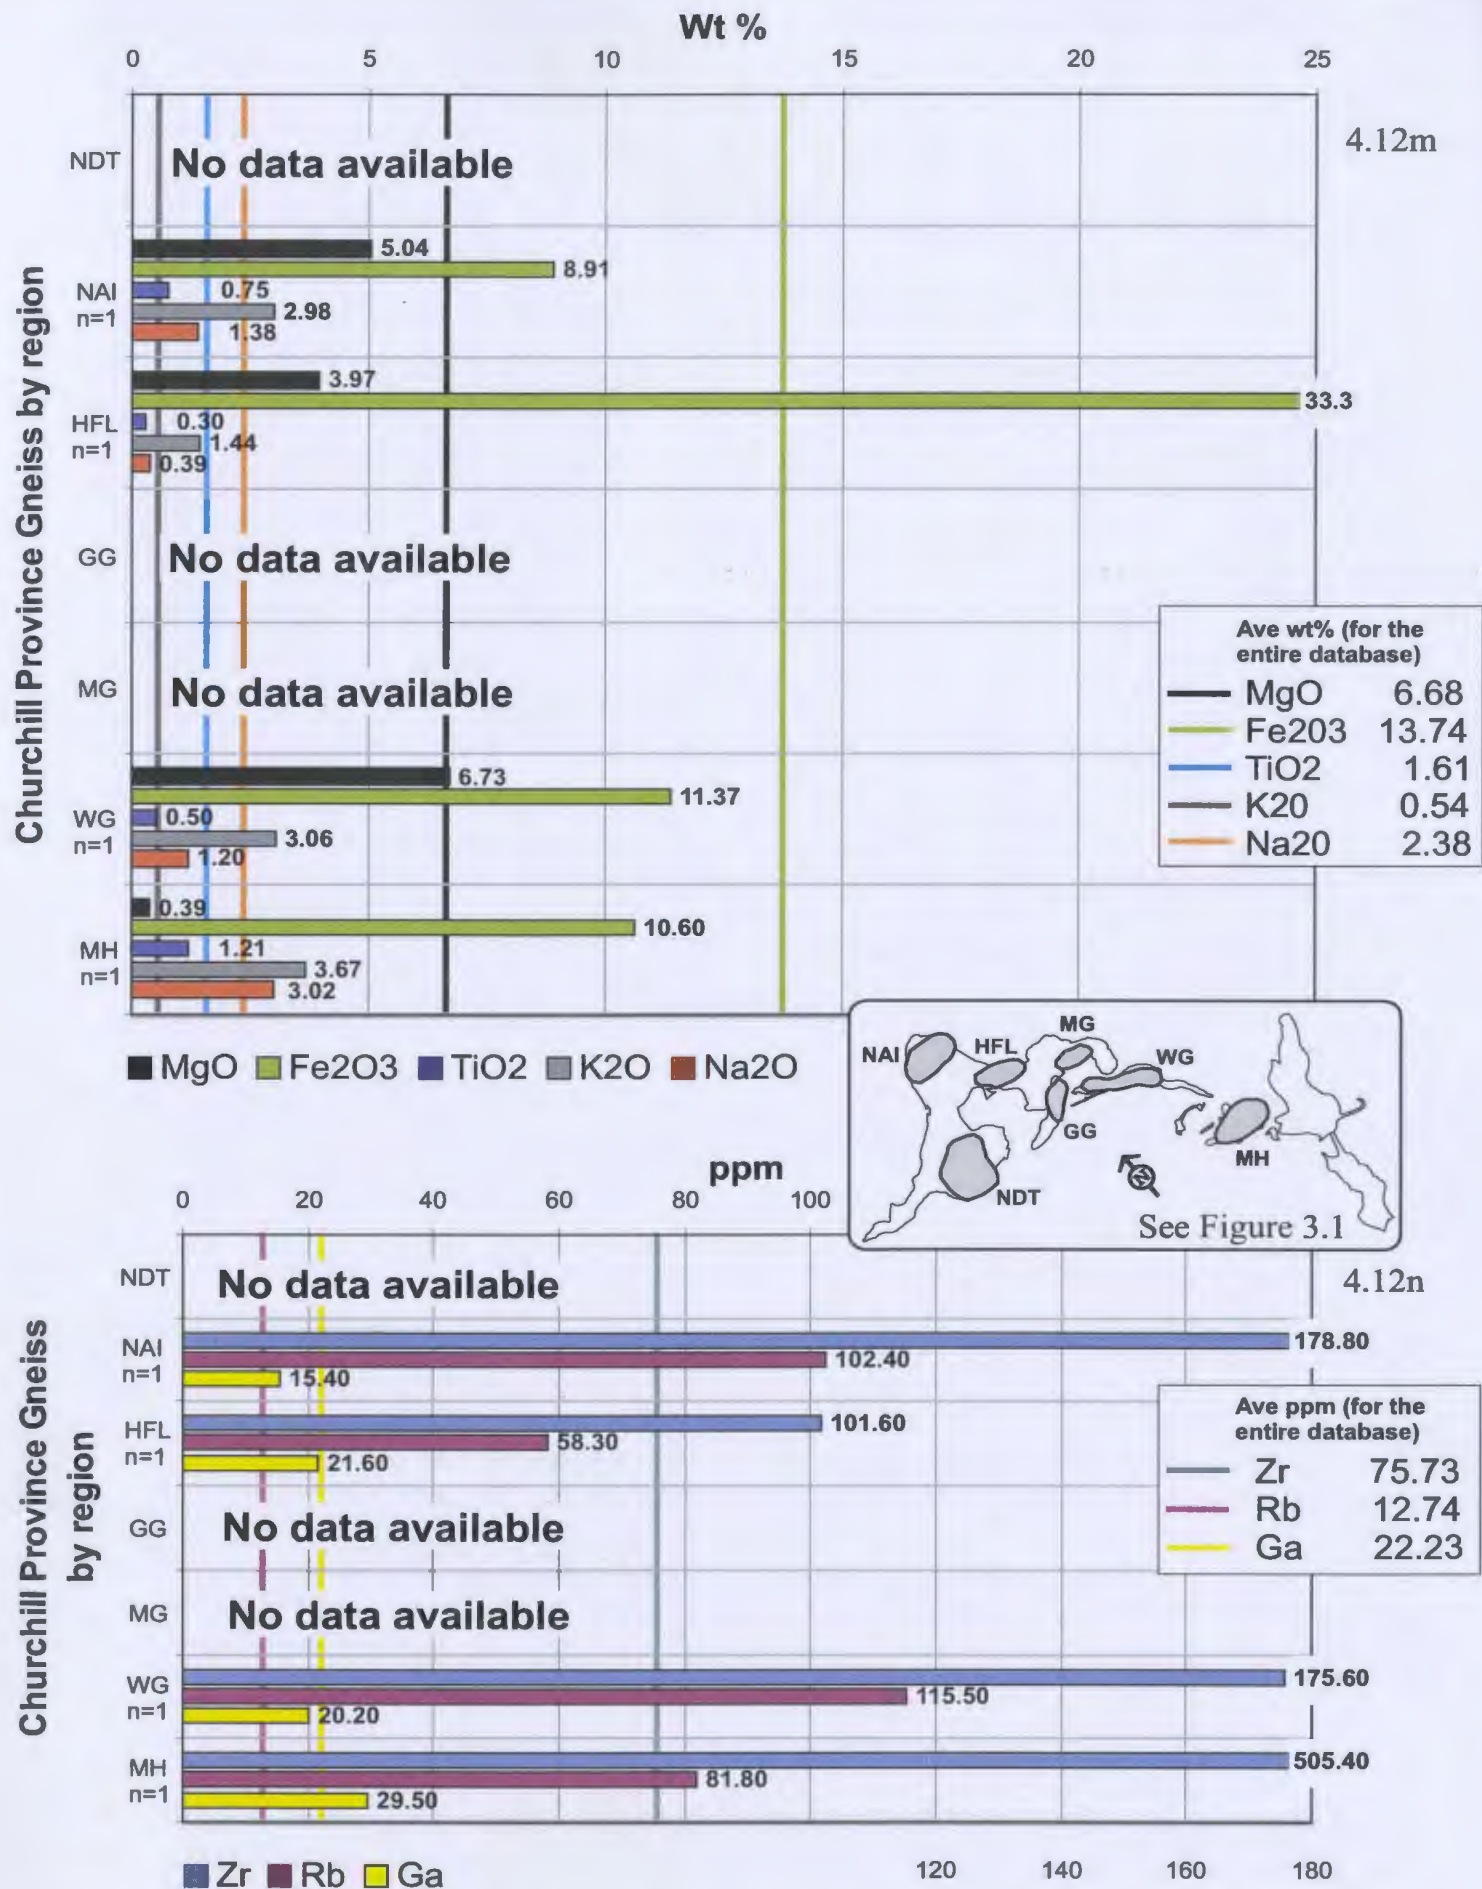 Wt %
0 5 10 15 20 25
4.12m
Churchill Province Gneiss by region
NDT No data available
NAI
n=1
5.04
8.91
0.75
2.98
1.38
HFL
n=1
3.97
33.3
0.30
1.44
0.39
GG No data available
MG No data available
WG
n=1
6.73
11.37
0.50
3.06
1.20
MH
n=1
0.39
10.60
1.21
3.67
3.02
Ave wt% (for the
entire database)
MgO 6.68
Fe203 13.74
TiO2 1.61
K20 0.54
Na20 2.38
MgO Fe2O3 TiO2 K2O Na2O
NAI
HFL
MG
WG
GG
MH
NDT
See Figure 3.1
ppm
0 20 40 60 80 100
4.12n
Churchill Province Gneiss
by region
NDT No data available
NAI
n=1
178.80
102.40
15.40
HFL
n=1
101.60
58.30
21.60
GG No data available
MG No data available
WG
n=1
175.60
115.50
20.20
MH
n=1
505.40
81.80
29.50
Ave ppm (for the
entire database)
Zr 75.73
Rb 12.74
Ga 22.23
Zr Rb Ga
120 140 160 180